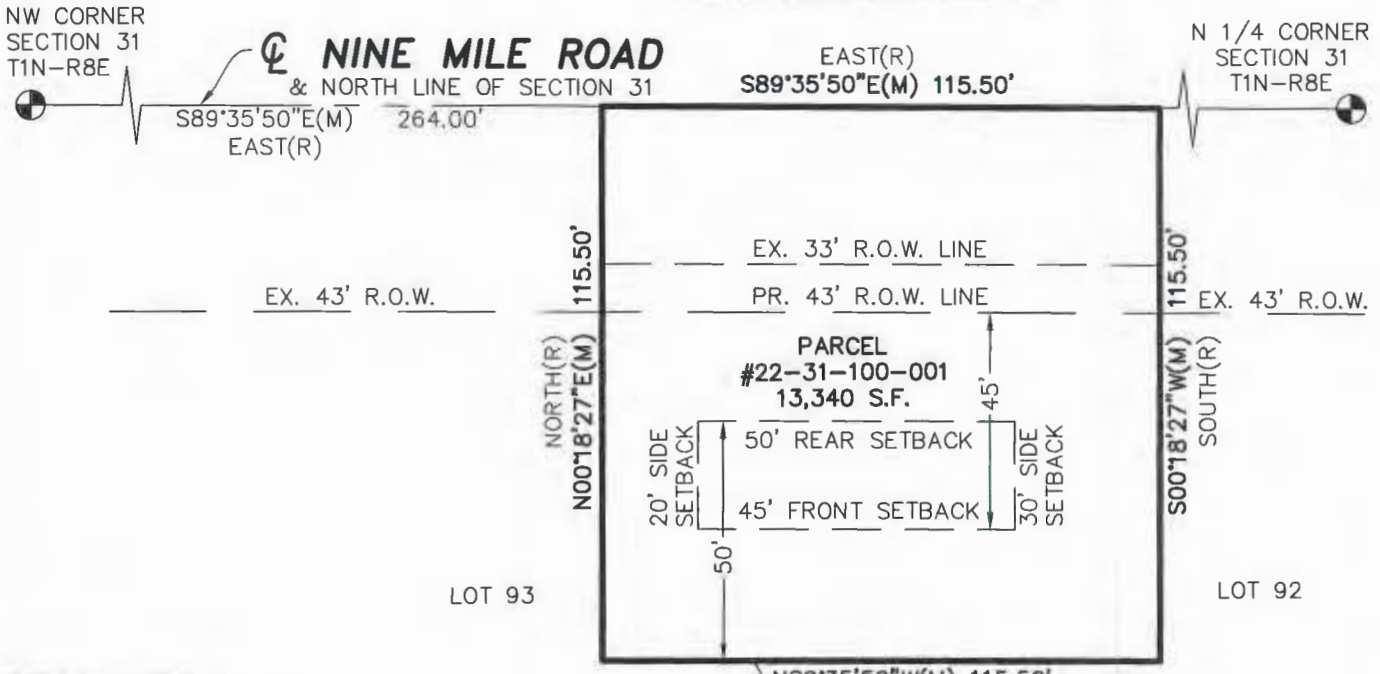 NW CORNER
SECTION 31
T1N-R8E
℄ NINE MILE ROAD
& NORTH LINE OF SECTION 31
S89°35'50"E(M) 264.00'
EAST(R)
EAST(R)
S89°35'50"E(M) 115.50'
N 1/4 CORNER
SECTION 31
T1N-R8E
EX. 33' R.O.W. LINE
EX. 43' R.O.W.
PR. 43' R.O.W. LINE
EX. 43' R.O.W.
115.50'
NORTH(R)
N00°18'27"E(M)
115.50'
S00°18'27"W(M)
SOUTH(R)
PARCEL
#22-31-100-001
13,340 S.F.
45'
50' REAR SETBACK
20' SIDE
SETBACK
30' SIDE
SETBACK
45' FRONT SETBACK
50'
LOT 93
LOT 92
115.50'